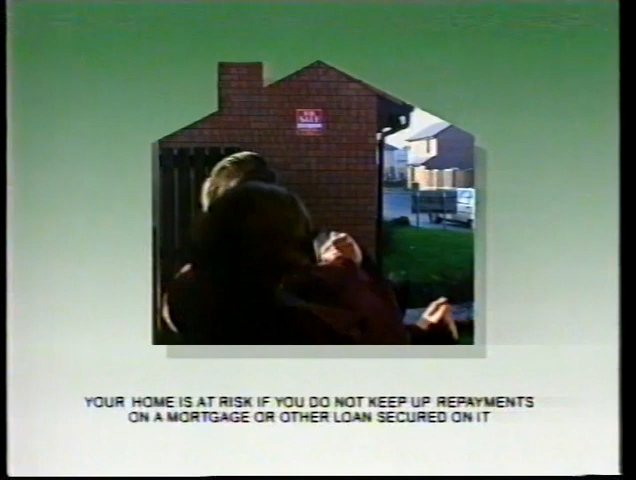 SALE
YOUR HOME IS AT RISK IF YOU DO NOT KEEP UP REPAYMENTS
ON A MORTGAGE OR OTHER LOAN SECURED ON IT